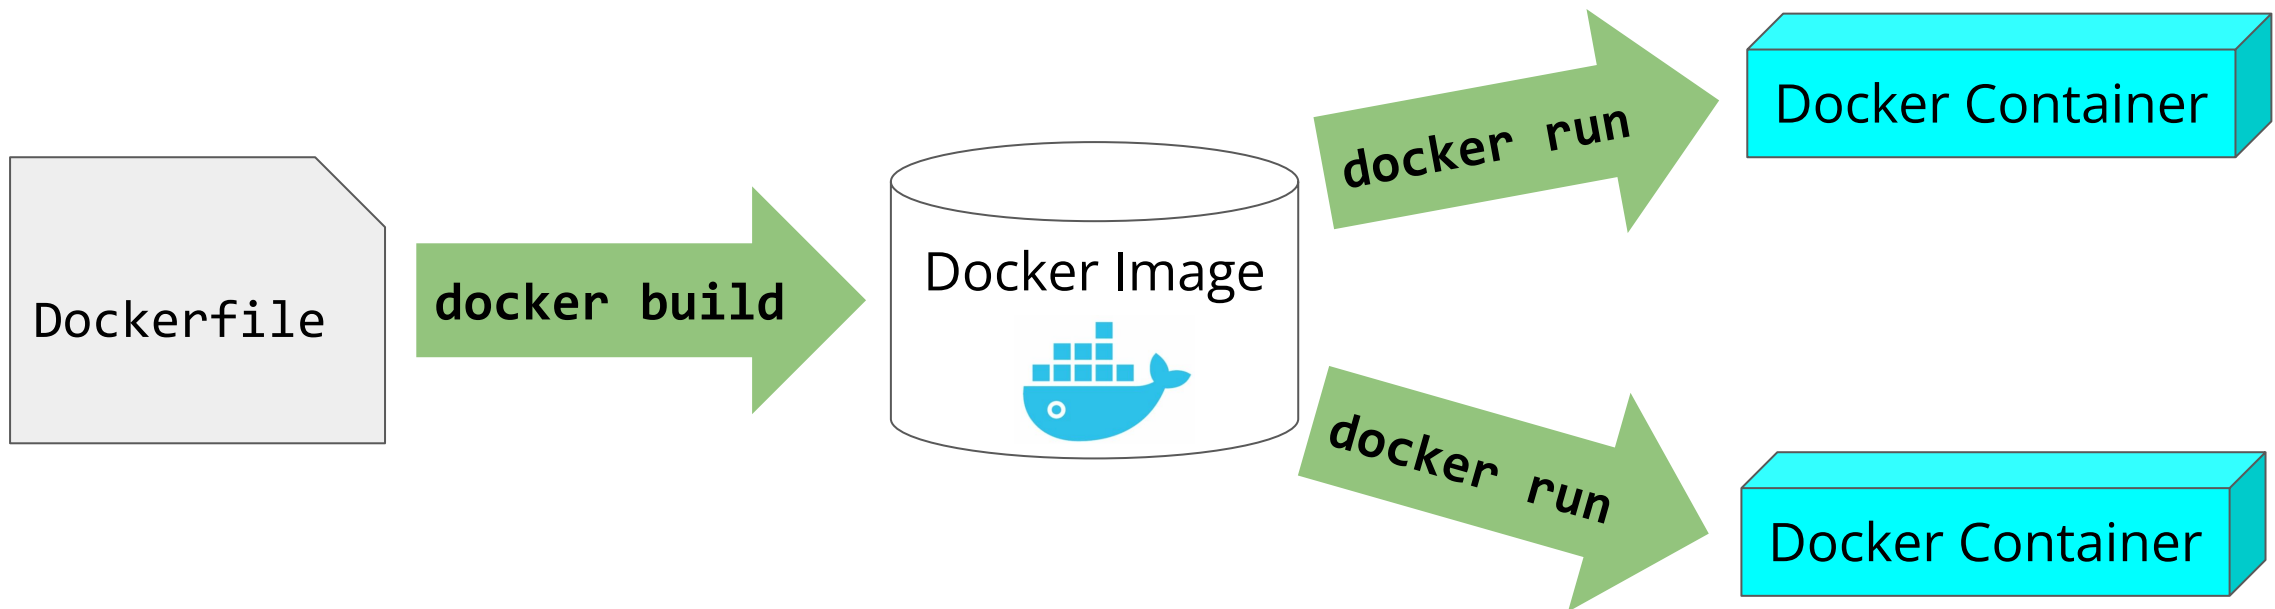 Dockerfile
docker build
Docker Image
docker run
Docker Container
docker run
Docker Container